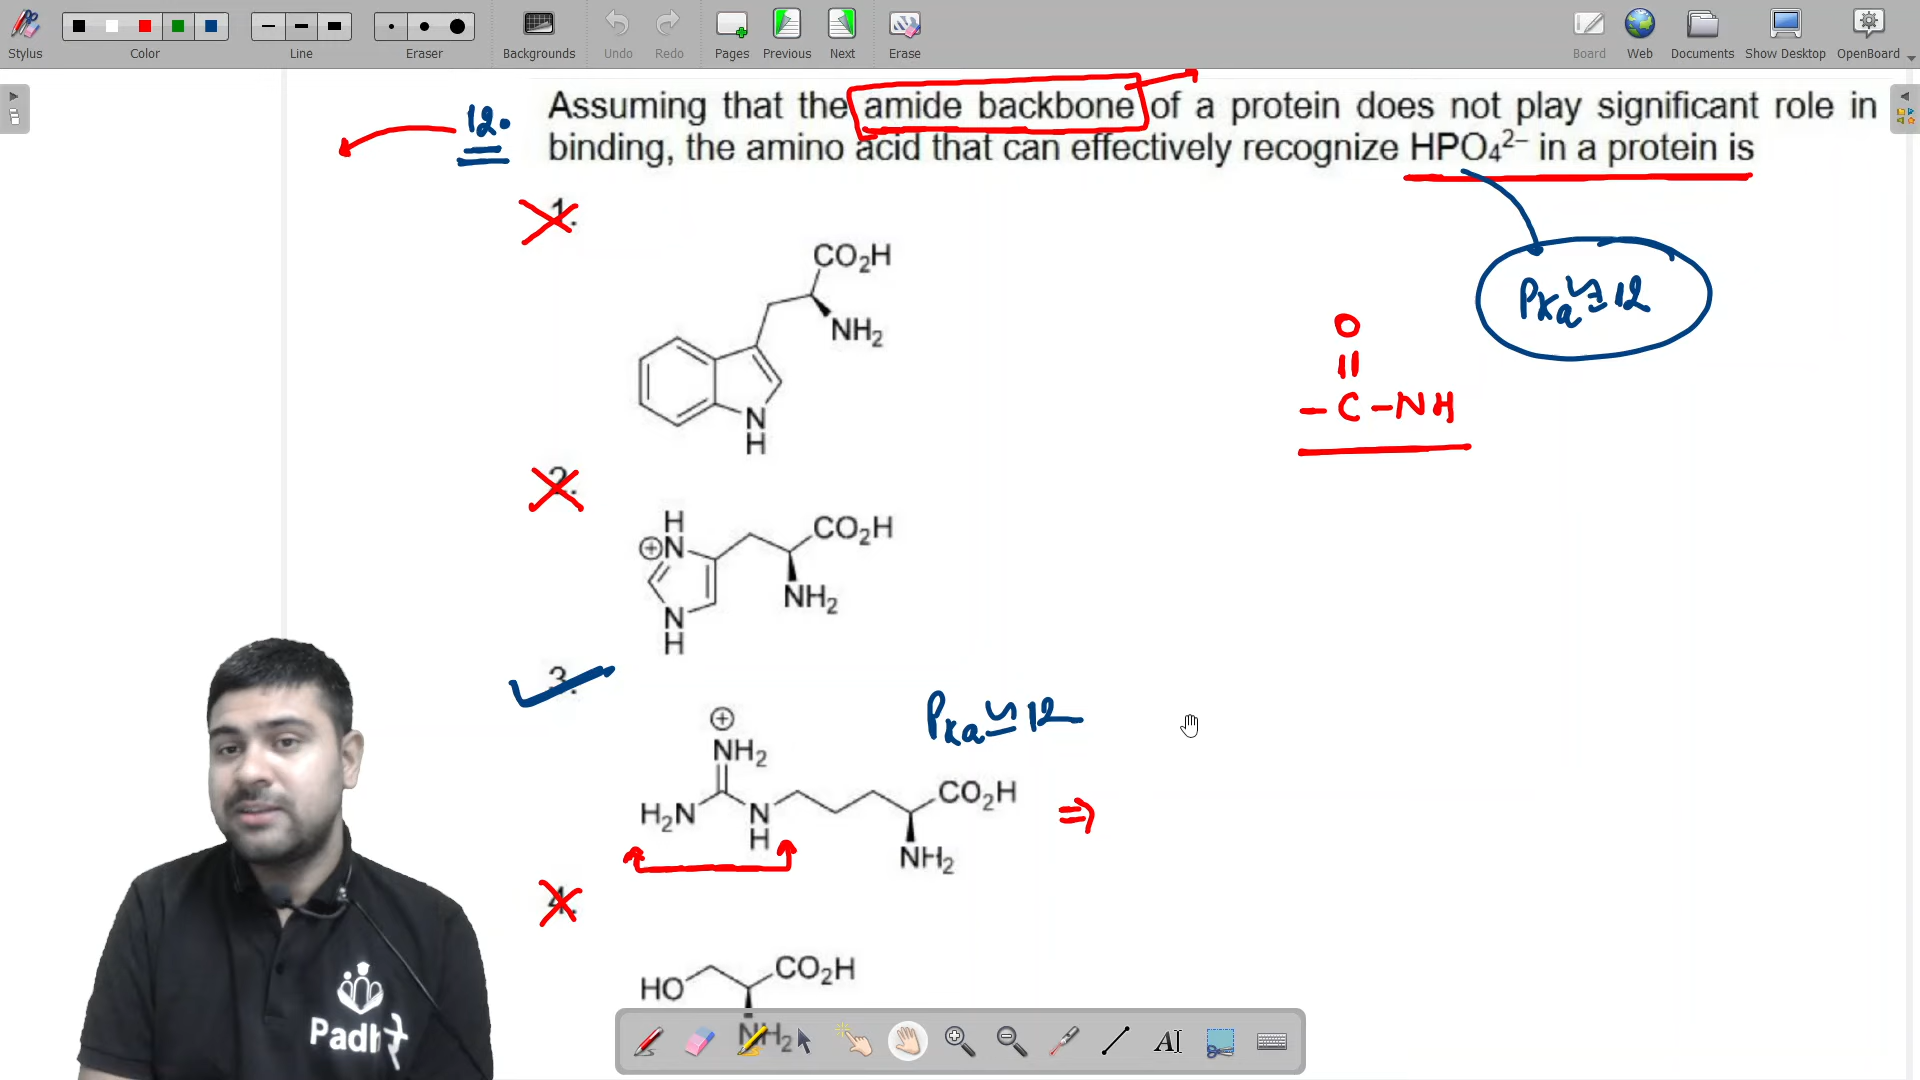 Stylus
Color
Line
Eraser
Backgrounds
Undo
Redo
Pages
Previous
Next
Erase
Board
Web
Documents
Show Desktop
OpenBoard
12.
Assuming that the amide backbone of a protein does not play significant role in
binding, the amino acid that can effectively recognize HPO₄²⁻ in a protein is
1.
CO₂H
NH₂
N
H
Pka ≃ 12
O
- C - NH
2.
H
⊕N
CO₂H
NH₂
N
H
3.
⊕
NH₂
H₂N
N
H
CO₂H
NH₂
Pka ≃ 12
⇒
4.
HO
CO₂H
NH₂
Padh
AI